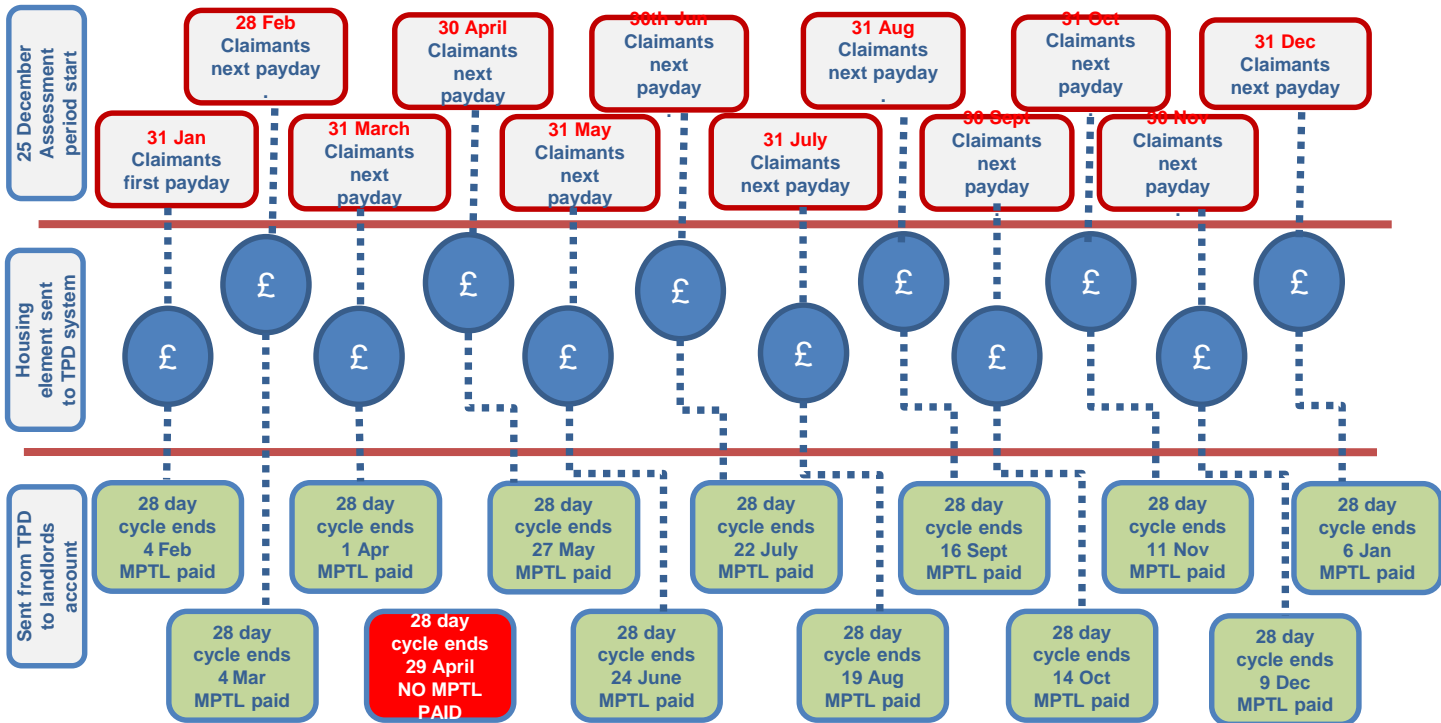 25 December
Assessment
period start
28 Feb
Claimants
next payday
.
30 April
Claimants
next
payday
30th Jun
Claimants
next
payday
.
31 Aug
Claimants
next payday
.
31 Oct
Claimants
next
payday
.
31 Dec
Claimants
next payday
31 Jan
Claimants
first payday
31 March
Claimants
next
payday
31 May
Claimants
next
payday
31 July
Claimants
next payday
30 Sept
Claimants
next
payday
.
30 Nov
Claimants
next
payday
.
Housing
element sent
to TPD system
£
£
£
£
£
£
£
£
£
£
£
£
Sent from TPD
to landlords
account
28 day
cycle ends
4 Feb
MPTL paid
28 day
cycle ends
1 Apr
MPTL paid
28 day
cycle ends
27 May
MPTL paid
28 day
cycle ends
22 July
MPTL paid
28 day
cycle ends
16 Sept
MPTL paid
28 day
cycle ends
11 Nov
MPTL paid
28 day
cycle ends
6 Jan
MPTL paid
28 day
cycle ends
4 Mar
MPTL paid
28 day
cycle ends
29 April
NO MPTL
PAID
28 day
cycle ends
24 June
MPTL paid
28 day
cycle ends
19 Aug
MPTL paid
28 day
cycle ends
14 Oct
MPTL paid
28 day
cycle ends
9 Dec
MPTL paid